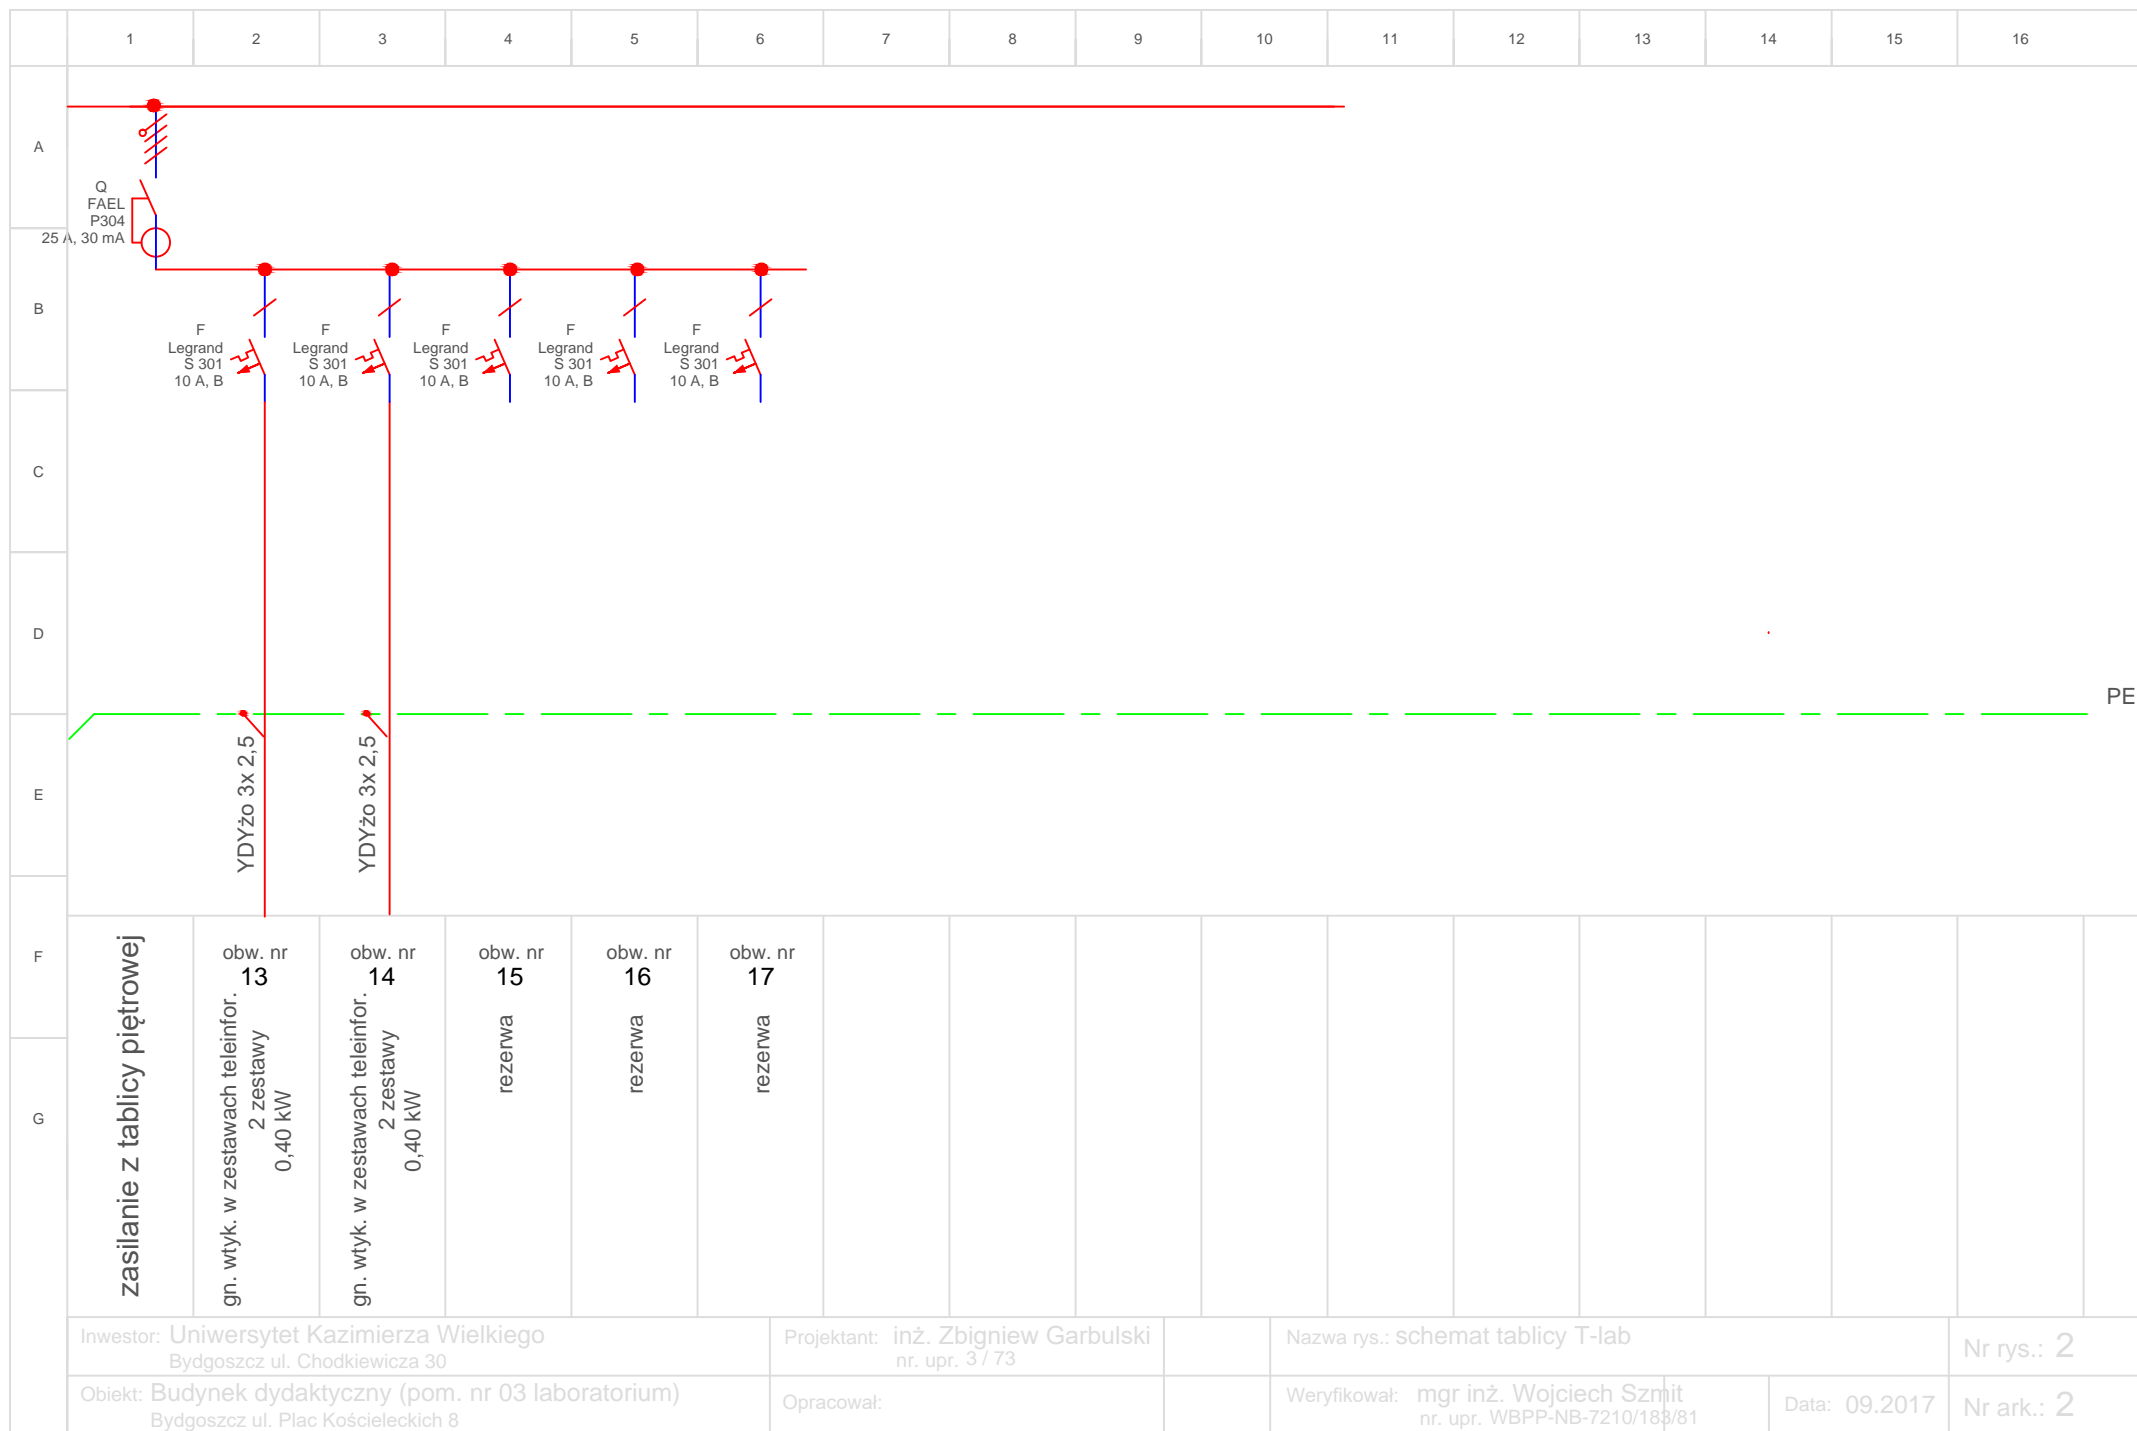 1 2 3 4 5 6 7 8 9 10 11 12 13 14 15 16
A
Q
FAEL
P304
25 A, 30 mA
B
F
Legrand
S 301
10 A, B
F
Legrand
S 301
10 A, B
F
Legrand
S 301
10 A, B
F
Legrand
S 301
10 A, B
F
Legrand
S 301
10 A, B
C
D
PE
E
YDYżo 3x 2,5
YDYżo 3x 2,5
F
G
zasilanie z tablicy piętrowej
obw. nr
13
gn. wtyk. w zestawach teleinfor.
2 zestawy
0,40 kW
obw. nr
14
gn. wtyk. w zestawach teleinfor.
2 zestawy
0,40 kW
obw. nr
15
rezerwa
obw. nr
16
rezerwa
obw. nr
17
rezerwa
Inwestor: Uniwersytet Kazimierza Wielkiego
Bydgoszcz ul. Chodkiewicza 30
Projektant: inż. Zbigniew Garbulski
nr. upr. 3 / 73
Nazwa rys.: schemat tablicy T-lab
Nr rys.: 2
Obiekt: Budynek dydaktyczny (pom. nr 03 laboratorium)
Bydgoszcz ul. Plac Kościeleckich 8
Opracował:
Weryfikował: mgr inż. Wojciech Szmit
nr. upr. WBPP-NB-7210/183/81
Data: 09.2017
Nr ark.: 2